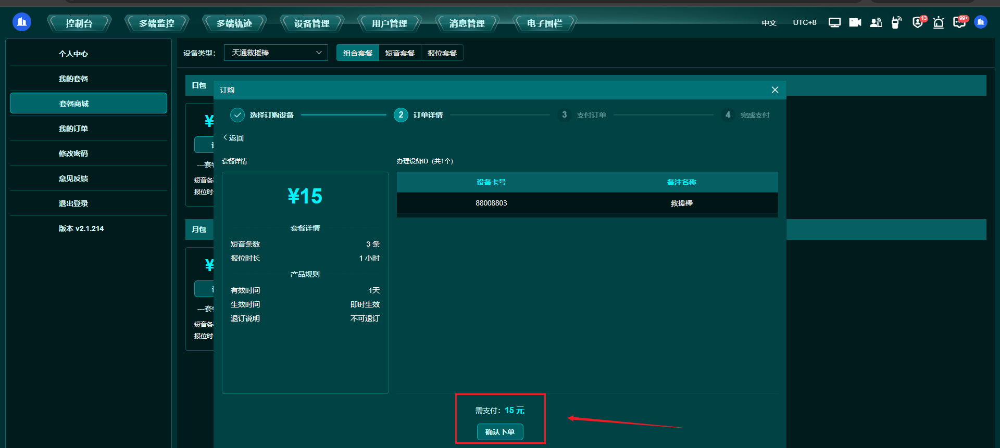 控制台
多端监控
多端轨迹
设备管理
用户管理
消息管理
电子围栏
中文
UTC+8
13
99+
个人中心
我的套餐
套餐商城
我的订单
修改密码
意见反馈
退出登录
版本 v2.1.214
设备类型：
天通救援棒
组合套餐
短音套餐
报位套餐
日包
¥
---套
短音条
报位时
月包
¥
---套
短音条
报位时
订购
选择订购设备
2 订单详情
3 支付订单
4 完成支付
返回
套餐详情
¥15
套餐详情
短音条数 3 条
报位时长 1 小时
产品规则
有效时间 1天
生效时间 即时生效
退订说明 不可退订
办理设备ID（共1个）
设备卡号 备注名称
88008803 救援棒
需支付：15 元
确认下单